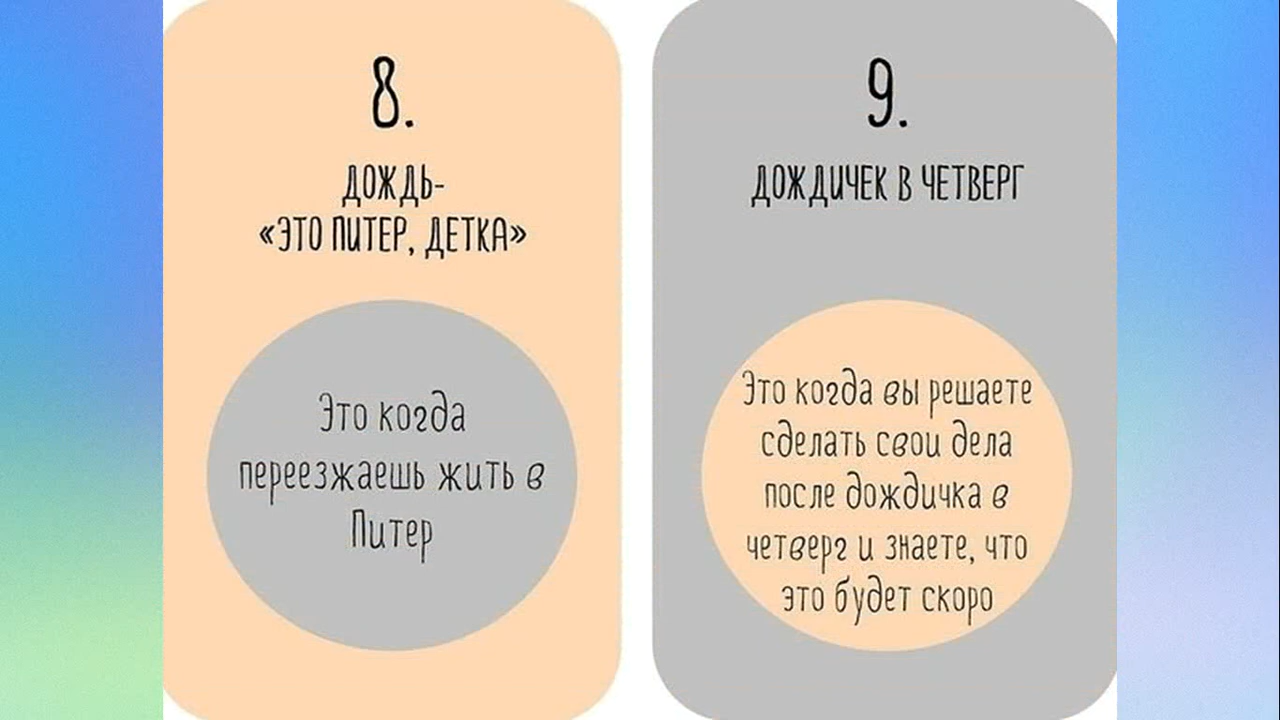 8.
ДОЖДЬ-
«ЭТО ПИТЕР, ДЕТКА»
Это когда
переезжаешь жить в
Питер
9.
ДОЖДИЧЕК В ЧЕТВЕРГ
Это когда вы решаете
сделать свои дела
после дождичка в
четверг и знаете, что
это будет скоро